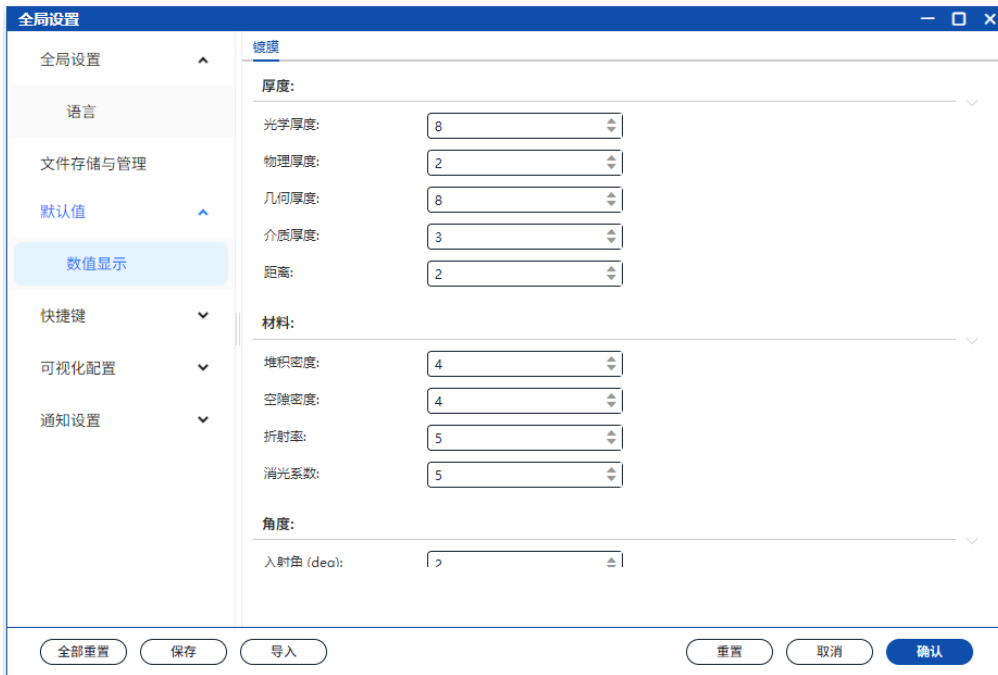 全局设置
全局设置
语言
文件存储与管理
默认值
数值显示
快捷键
可视化配置
通知设置
镀膜
厚度:
光学厚度: 8
物理厚度: 2
几何厚度: 8
介质厚度: 3
距离: 2
材料:
堆积密度: 4
空隙密度: 4
折射率: 5
消光系数: 5
角度:
入射角 (deg): 2
全部重置 保存 导入 重置 取消 确认